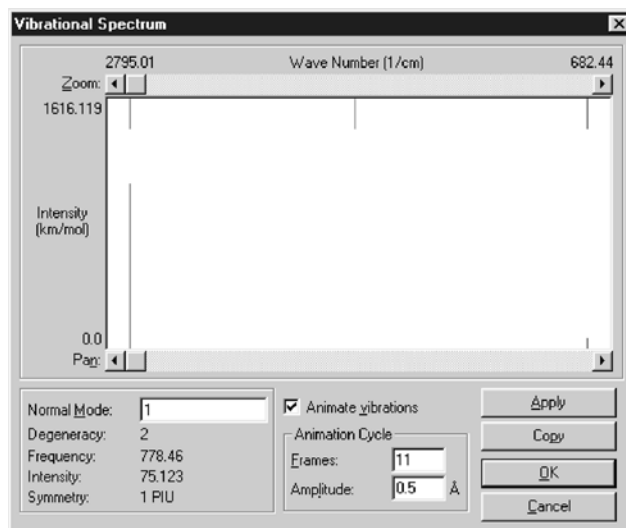 Vibrational Spectrum
2795.01 Wave Number (1/cm) 682.44
Zoom:
1616.119
Intensity
(km/mol)
0.0
Pan:
Normal Mode: 1
Degeneracy: 2
Frequency: 778.46
Intensity: 75.123
Symmetry: 1 PIU
Animate vibrations
Animation Cycle
Frames: 11
Amplitude: 0.5 Å
Apply
Copy
OK
Cancel